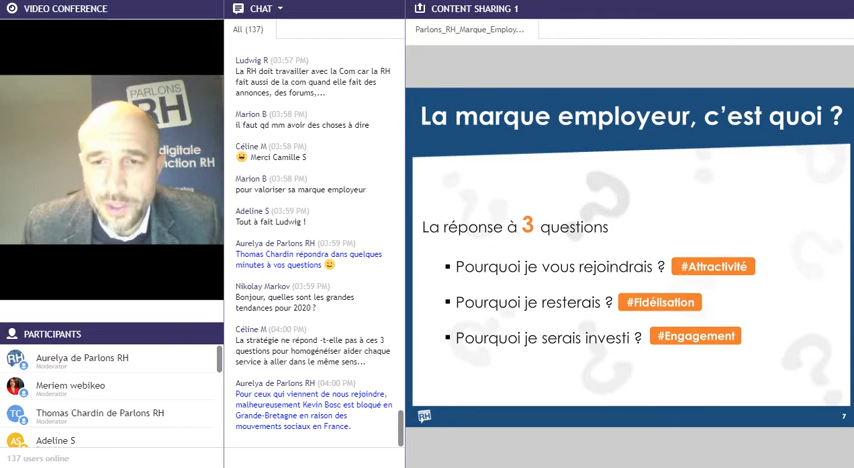 VIDEO CONFERENCE
PARLONS
RH
digitale
nction RH
PARTICIPANTS
RH
Aurelya de Parlons RH
Moderator
Meriem webikeo
Moderator
TC
Thomas Chardin de Parlons RH
Moderator
AS
Adeline S
137 users online
CHAT
All (137)
Ludwig R (03:57 PM)
La RH doit travailler avec la Com car la RH
fait aussi de la com quand elle fait des
annonces, des forums,...
Marion B (03:58 PM)
il faut qd mm avoir des choses à dire
Céline M (03:58 PM)
Merci Camille S
Marion B (03:58 PM)
pour valoriser sa marque employeur
Adeline S (03:59 PM)
Tout à fait Ludwig !
Aurelya de Parlons RH (03:59 PM)
Thomas Chardin répondra dans quelques
minutes à vos questions
Nikolay Markov (03:59 PM)
Bonjour, quelles sont les grandes
tendances pour 2020 ?
Céline M (04:00 PM)
La stratégie ne répond -t-elle pas à ces 3
questions pour homogénéiser aider chaque
service à aller dans le même sens...
Aurelya de Parlons RH (04:00 PM)
Pour ceux qui viennent de nous rejoindre,
malheureusement Kevin Bosc est bloqué en
Grande-Bretagne en raison des
mouvements sociaux en France.
CONTENT SHARING 1
Parlons_RH_Marque_Employ...
La marque employeur, c'est quoi ?
La réponse à 3 questions
▪ Pourquoi je vous rejoindrais ? #Attractivité
▪ Pourquoi je resterais ? #Fidélisation
▪ Pourquoi je serais investi ? #Engagement
RH
7